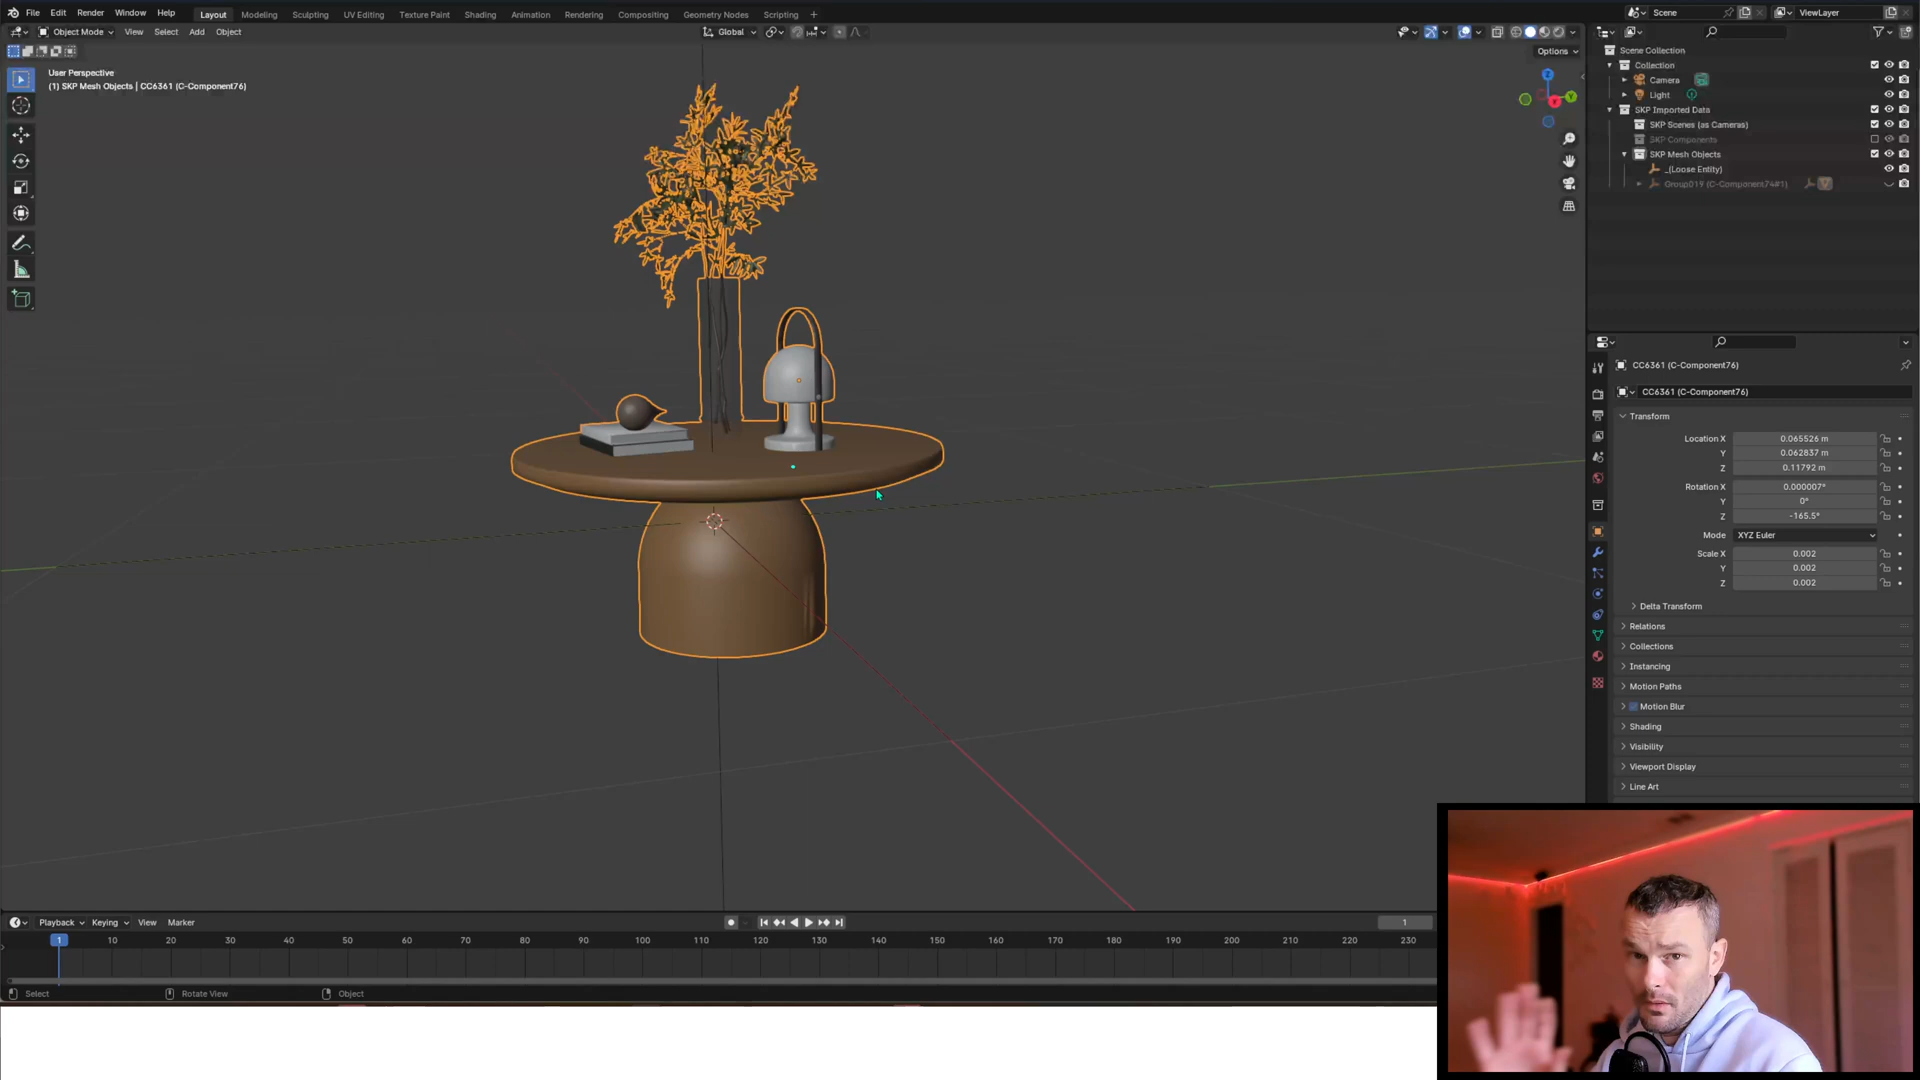 File Edit Render Window Help Layout Modeling Sculpting UV Editing Texture Paint Shading Animation Rendering Compositing Geometry Nodes Scripting + Scene ViewLayer
Object Mode View Select Add Object Global
Options
User Perspective
(1) SKP Mesh Objects | CC6361 (C-Component76)
Scene Collection
Collection
Camera
Light
SKP Imported Data
SKP Scenes (as Cameras)
SKP Components
SKP Mesh Objects
_(Loose Entity)
Group019 (C-Component74#1)
CC6361 (C-Component76)
CC6361 (C-Component76)
Transform
Location X 0.065526 m
Y 0.062837 m
Z 0.11792 m
Rotation X 0.000007°
Y 0°
Z -165.5°
Mode XYZ Euler
Scale X 0.002
Y 0.002
Z 0.002
Delta Transform
Relations
Collections
Instancing
Motion Paths
Motion Blur
Shading
Visibility
Viewport Display
Line Art
Playback Keying View Marker 1
1 10 20 30 40 50 60 70 80 90 100 110 120 130 140 150 160 170 180 190 200 210 220 230
Select Rotate View Object